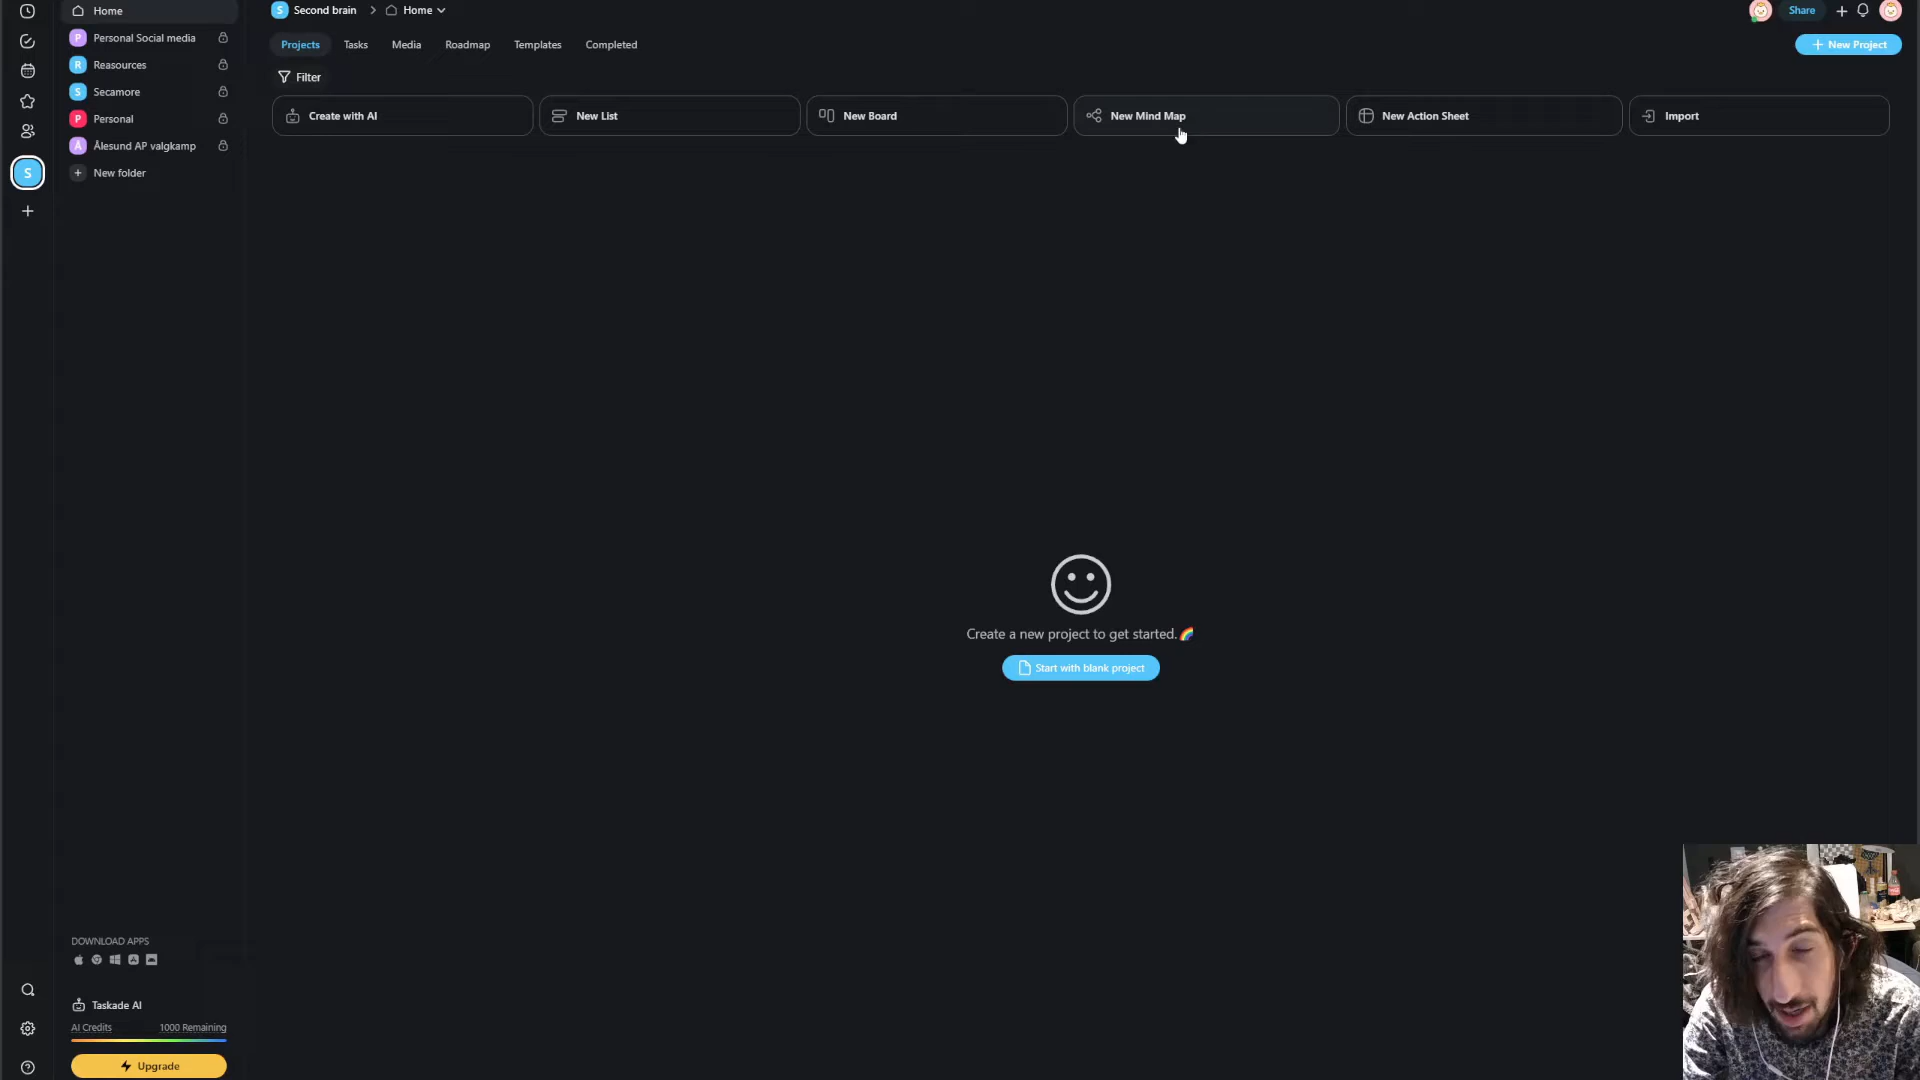 Home
S Second brain > Home
Share
P Personal Social media
R Reasources
S Secamore
P Personal
Å Ålesund AP valgkamp
+ New folder
S
Projects Tasks Media Roadmap Templates Completed
+ New Project
Filter
Create with AI
New List
New Board
New Mind Map
New Action Sheet
Import
Create a new project to get started.🌈
Start with blank project
DOWNLOAD APPS
Taskade AI
AI Credits 1000 Remaining
Upgrade